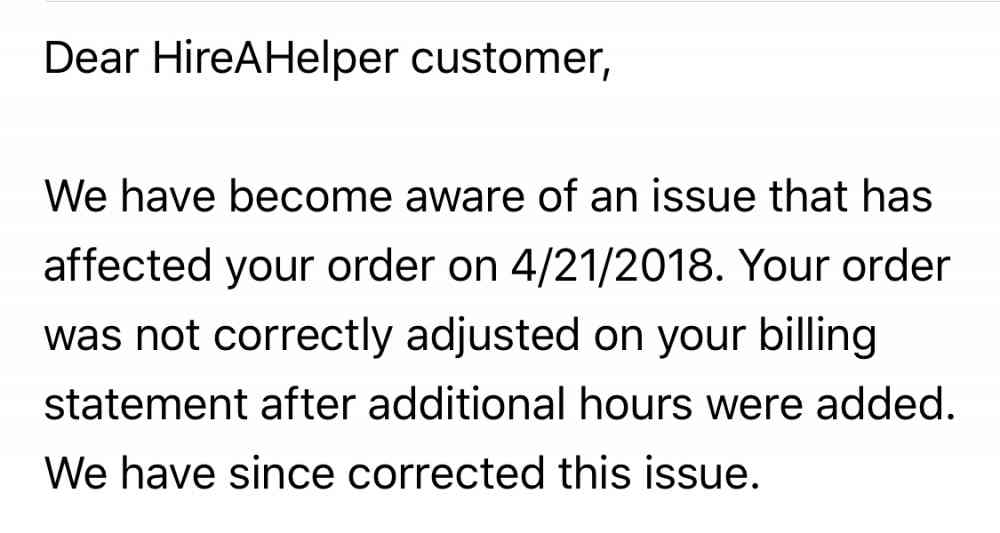 Dear HireAHelper customer,
We have become aware of an issue that has
affected your order on 4/21/2018. Your order
was not correctly adjusted on your billing
statement after additional hours were added.
We have since corrected this issue.